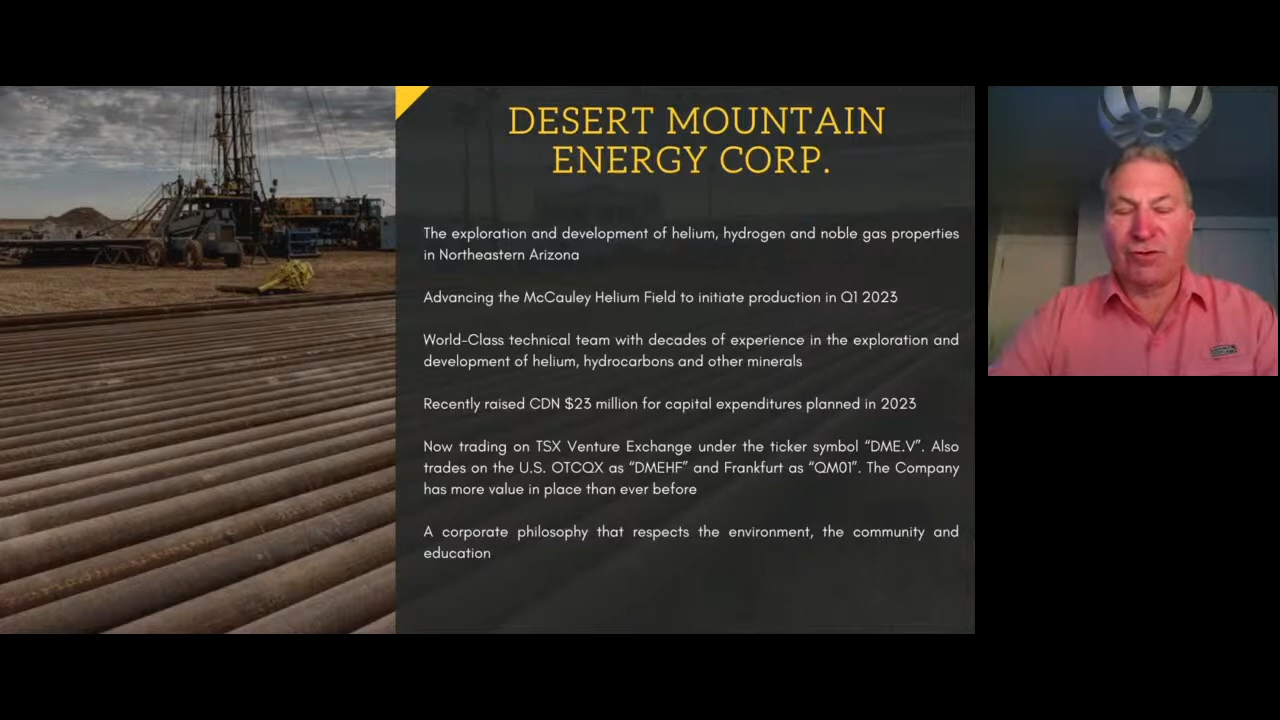 DESERT MOUNTAIN
ENERGY CORP.
The exploration and development of helium, hydrogen and noble gas properties
in Northeastern Arizona
Advancing the McCauley Helium Field to initiate production in Q1 2023
World-Class technical team with decades of experience in the exploration and
development of helium, hydrocarbons and other minerals
Recently raised CDN $23 million for capital expenditures planned in 2023
Now trading on TSX Venture Exchange under the ticker symbol “DME.V”. Also
trades on the U.S. OTCQX as “DMEHF” and Frankfurt as “QM01”. The Company
has more value in place than ever before
A corporate philosophy that respects the environment, the community and
education